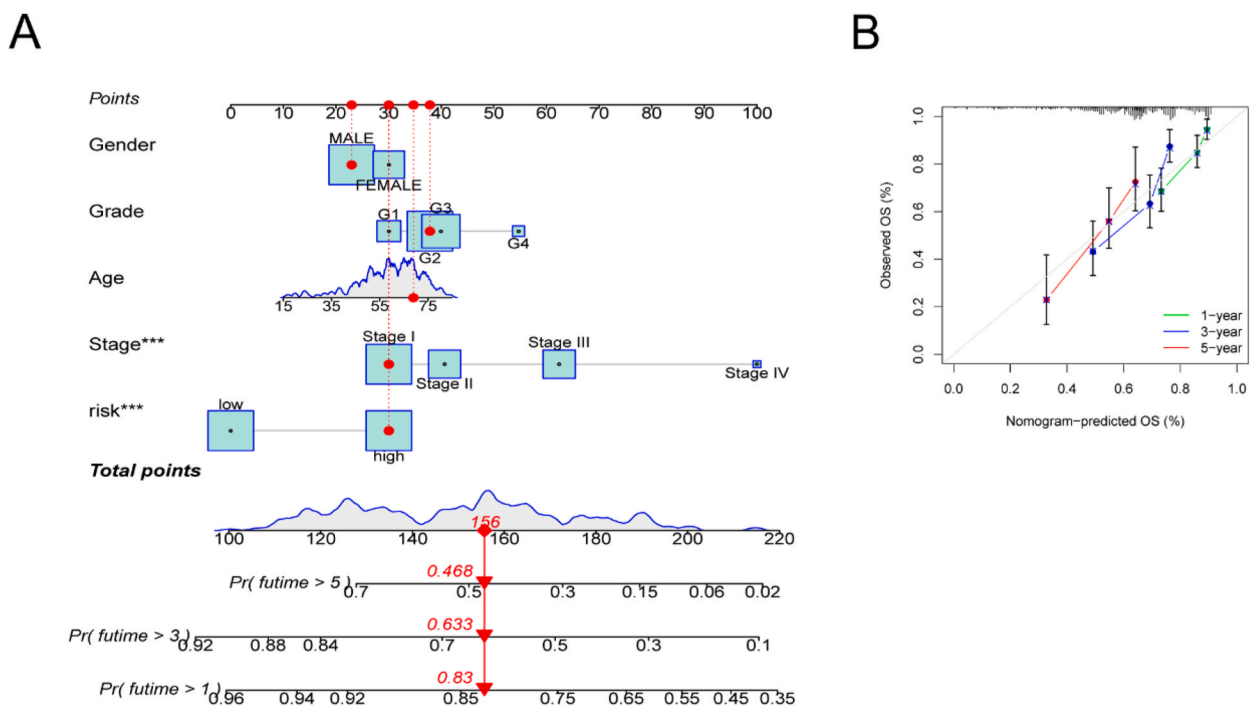 A
B
Points
0 10 20 30 40 50 60 70 80 90 100
Gender
MALE
FEMALE
Grade
G1
G3
G2
G4
Age
15 35 55 75
Stage***
Stage I
Stage II
Stage III
Stage IV
risk***
low
high
Total points
156
100 120 140 160 180 200 220
0.468
Pr( futime > 5 )
0.7 0.5 0.3 0.15 0.06 0.02
0.633
Pr( futime > 3 )
0.92 0.88 0.84 0.7 0.5 0.3 0.1
0.83
Pr( futime > 1 )
0.96 0.94 0.92 0.85 0.75 0.65 0.55 0.45 0.35
Observed OS (%)
1.0
0.8
0.6
0.4
0.2
0.0
1-year
3-year
5-year
0.0 0.2 0.4 0.6 0.8 1.0
Nomogram-predicted OS (%)